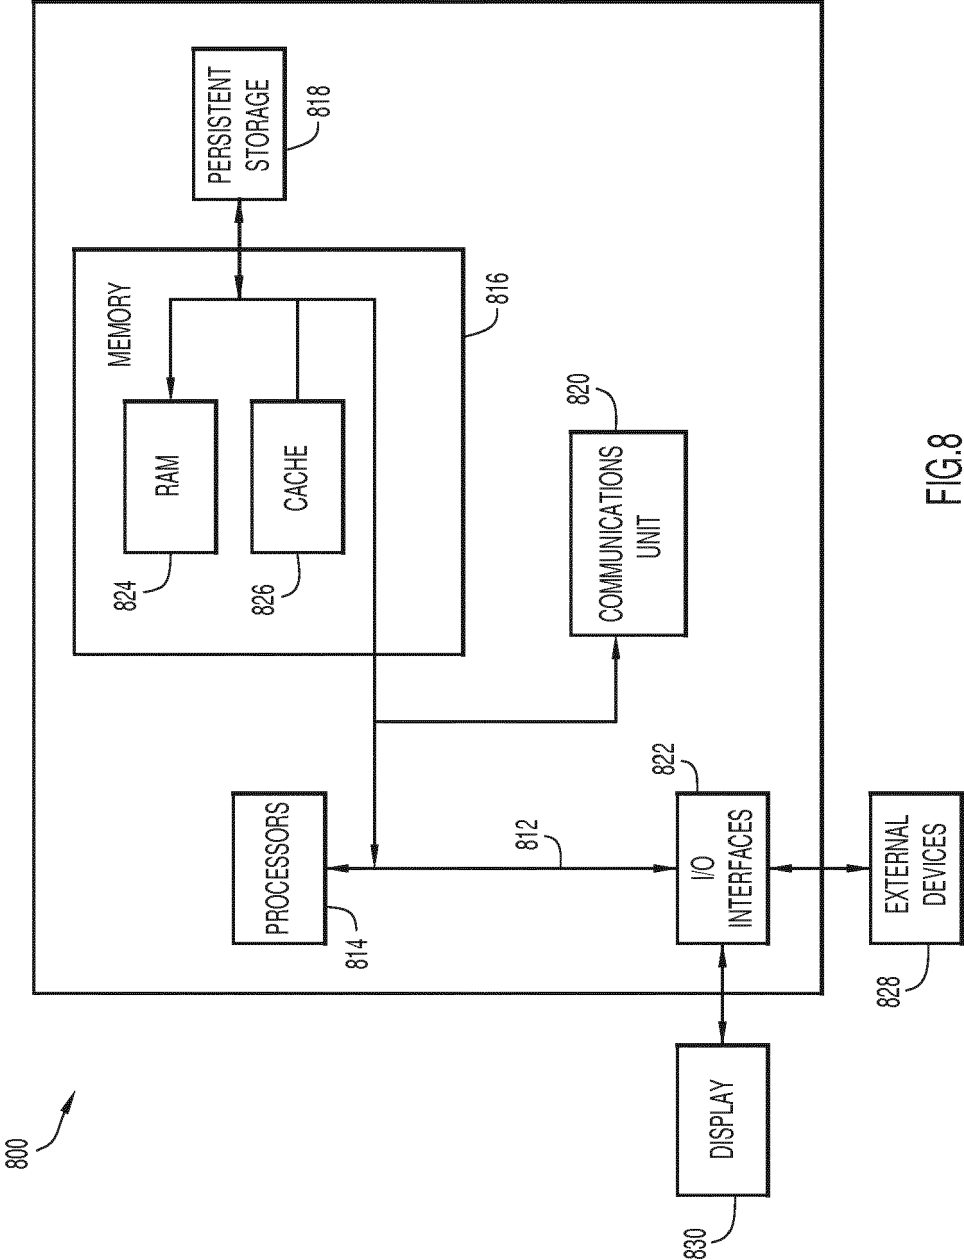 800
DISPLAY
830
PROCESSORS
814
812
I/O
INTERFACES
822
EXTERNAL
DEVICES
828
MEMORY
816
RAM
824
CACHE
826
PERSISTENT
STORAGE
818
COMMUNICATIONS
UNIT
820
FIG.8